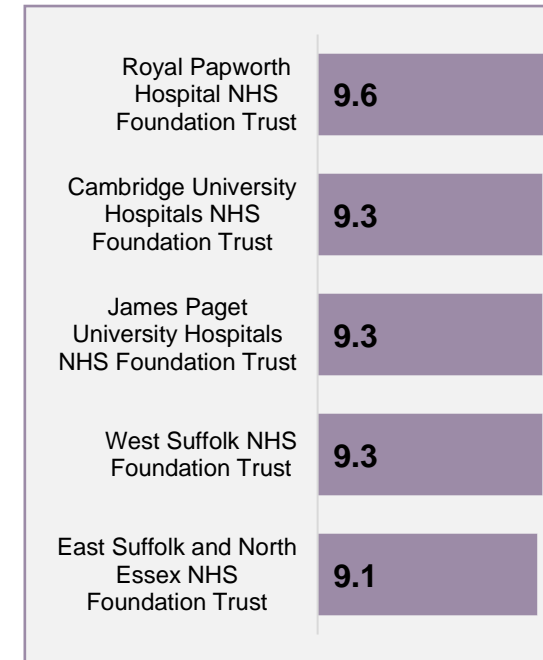 Royal Papworth
Hospital NHS
Foundation Trust
9.6
Cambridge University
Hospitals NHS
Foundation Trust
9.3
James Paget
University Hospitals
NHS Foundation Trust
9.3
West Suffolk NHS
Foundation Trust
9.3
East Suffolk and North
Essex NHS
Foundation Trust
9.1